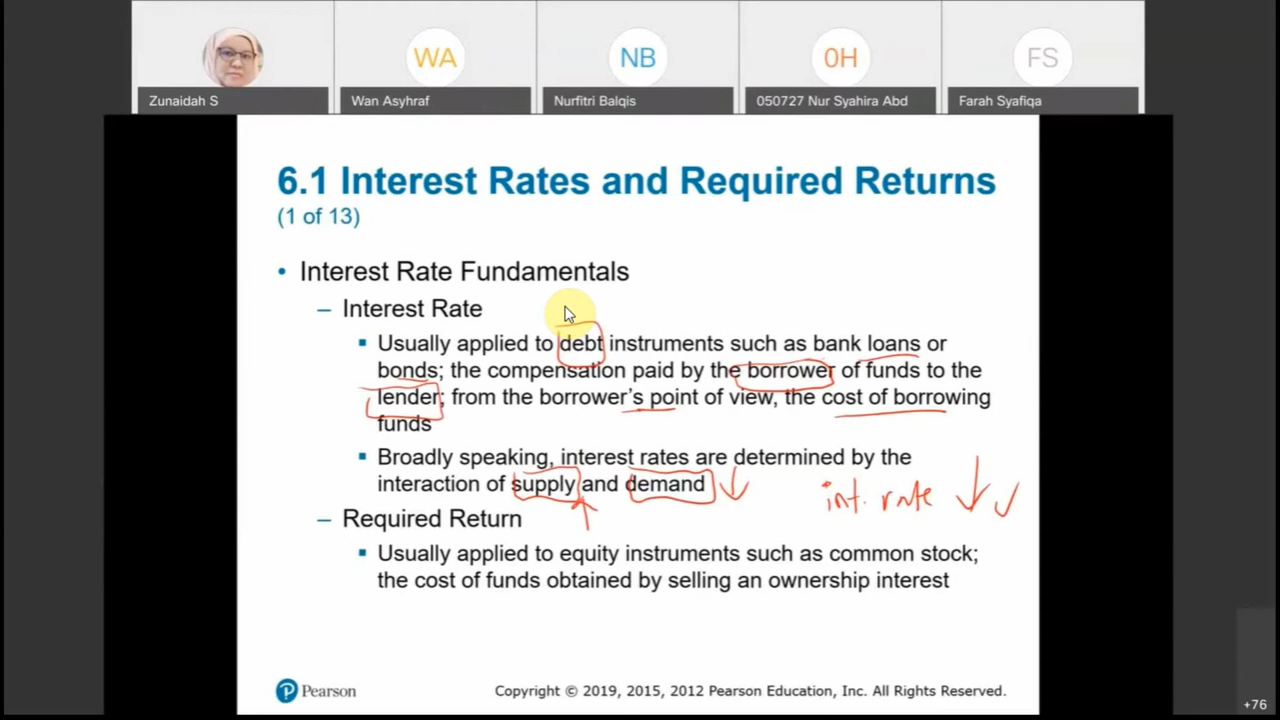 WA
NB
0H
FS
Zunaidah S
Wan Asyhraf
Nurfitri Balqis
050727 Nur Syahira Abd
Farah Syafiqa
6.1 Interest Rates and Required Returns
(1 of 13)
• Interest Rate Fundamentals
– Interest Rate
▪ Usually applied to debt instruments such as bank loans or
bonds; the compensation paid by the borrower of funds to the
lender; from the borrower's point of view, the cost of borrowing
funds
▪ Broadly speaking, interest rates are determined by the
interaction of supply and demand
int. rate
– Required Return
▪ Usually applied to equity instruments such as common stock;
the cost of funds obtained by selling an ownership interest
P Pearson
Copyright © 2019, 2015, 2012 Pearson Education, Inc. All Rights Reserved.
+76